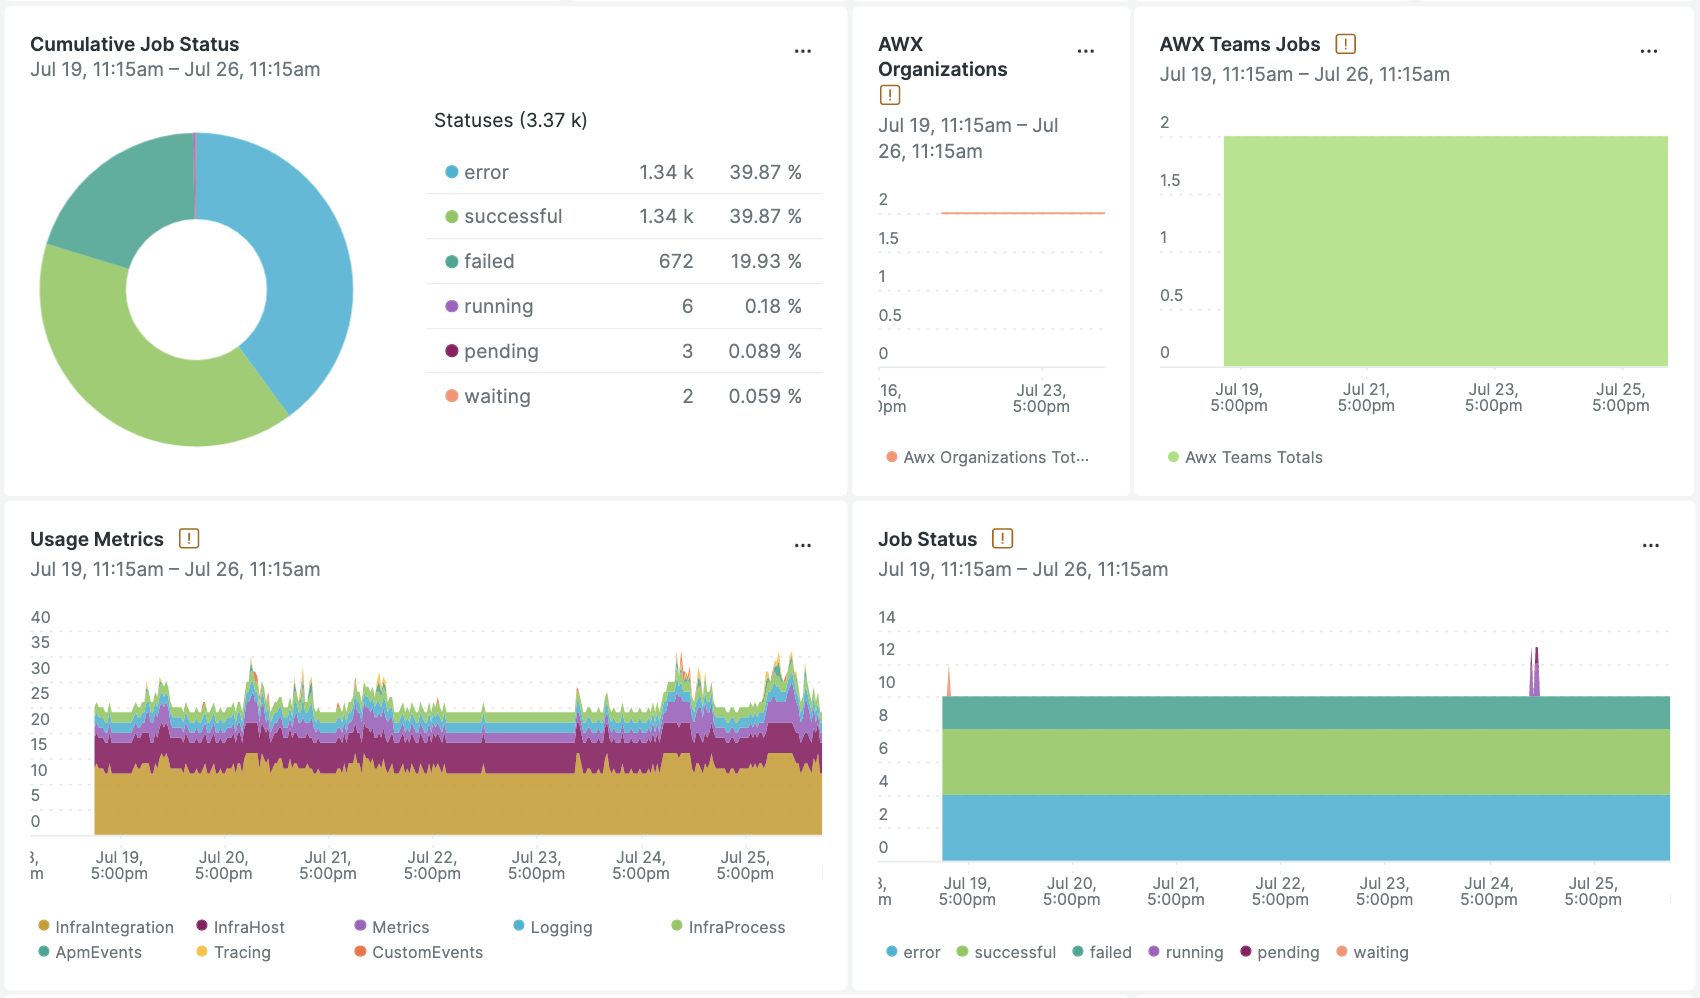 Cumulative Job Status
Jul 19, 11:15am – Jul 26, 11:15am
...
Statuses (3.37 k)
error 1.34 k 39.87 %
successful 1.34 k 39.87 %
failed 672 19.93 %
running 6 0.18 %
pending 3 0.089 %
waiting 2 0.059 %
AWX
Organizations
!
...
Jul 19, 11:15am – Jul
26, 11:15am
2
1.5
1
0.5
0
16, Jul 23,
0pm 5:00pm
Awx Organizations Tot...
AWX Teams Jobs !
...
Jul 19, 11:15am – Jul 26, 11:15am
2
1.5
1
0.5
0
Jul 19, Jul 21, Jul 23, Jul 25,
5:00pm 5:00pm 5:00pm 5:00pm
Awx Teams Totals
Usage Metrics !
...
Jul 19, 11:15am – Jul 26, 11:15am
40
35
30
25
20
15
10
5
0
Jul 19, Jul 20, Jul 21, Jul 22, Jul 23, Jul 24, Jul 25,
m 5:00pm 5:00pm 5:00pm 5:00pm 5:00pm 5:00pm 5:00pm
InfraIntegration InfraHost Metrics Logging InfraProcess
ApmEvents Tracing CustomEvents
Job Status !
...
Jul 19, 11:15am – Jul 26, 11:15am
14
12
10
8
6
4
2
0
Jul 19, Jul 20, Jul 21, Jul 22, Jul 23, Jul 24, Jul 25,
m 5:00pm 5:00pm 5:00pm 5:00pm 5:00pm 5:00pm 5:00pm
error successful failed running pending waiting